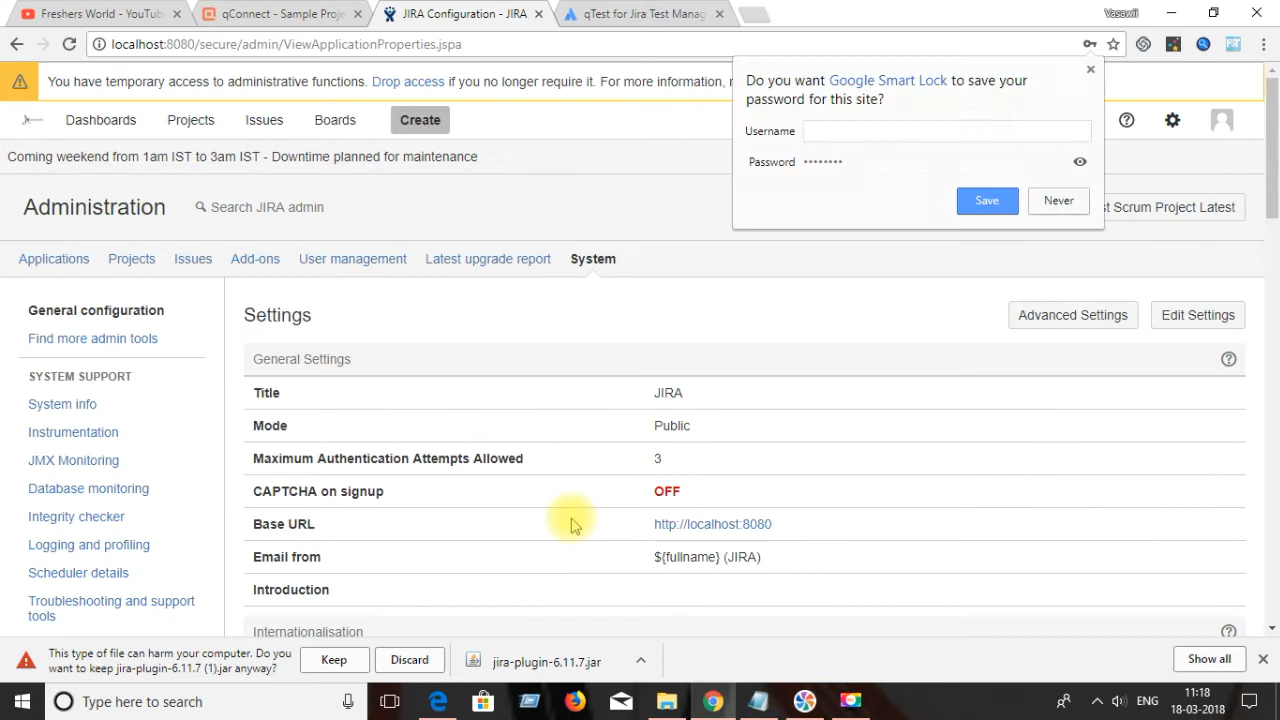 Freshers World - YouTub
qConnect - Sample Proje
JIRA Configuration - JIRA
qTest for Jira Test Manag
Vasawii
localhost:8080/secure/admin/ViewApplicationProperties.jspa
You have temporary access to administrative functions. Drop access if you no longer require it. For more information,
Do you want Google Smart Lock to save your
password for this site?
Username
Password ••••••••
Save
Never
Dashboards
Projects
Issues
Boards
Create
Coming weekend from 1am IST to 3am IST - Downtime planned for maintenance
Administration
Search JIRA admin
Scrum Project Latest
Applications
Projects
Issues
Add-ons
User management
Latest upgrade report
System
General configuration
Find more admin tools
SYSTEM SUPPORT
System info
Instrumentation
JMX Monitoring
Database monitoring
Integrity checker
Logging and profiling
Scheduler details
Troubleshooting and support
tools
Settings
Advanced Settings
Edit Settings
General Settings
Title JIRA
Mode Public
Maximum Authentication Attempts Allowed 3
CAPTCHA on signup OFF
Base URL http://localhost:8080
Email from ${fullname} (JIRA)
Introduction
Internationalisation
This type of file can harm your computer. Do you
want to keep jira-plugin-6.11.7 (1).jar anyway?
Keep
Discard
jira-plugin-6.11.7.jar
Show all
Type here to search
ENG
11:18
18-03-2018